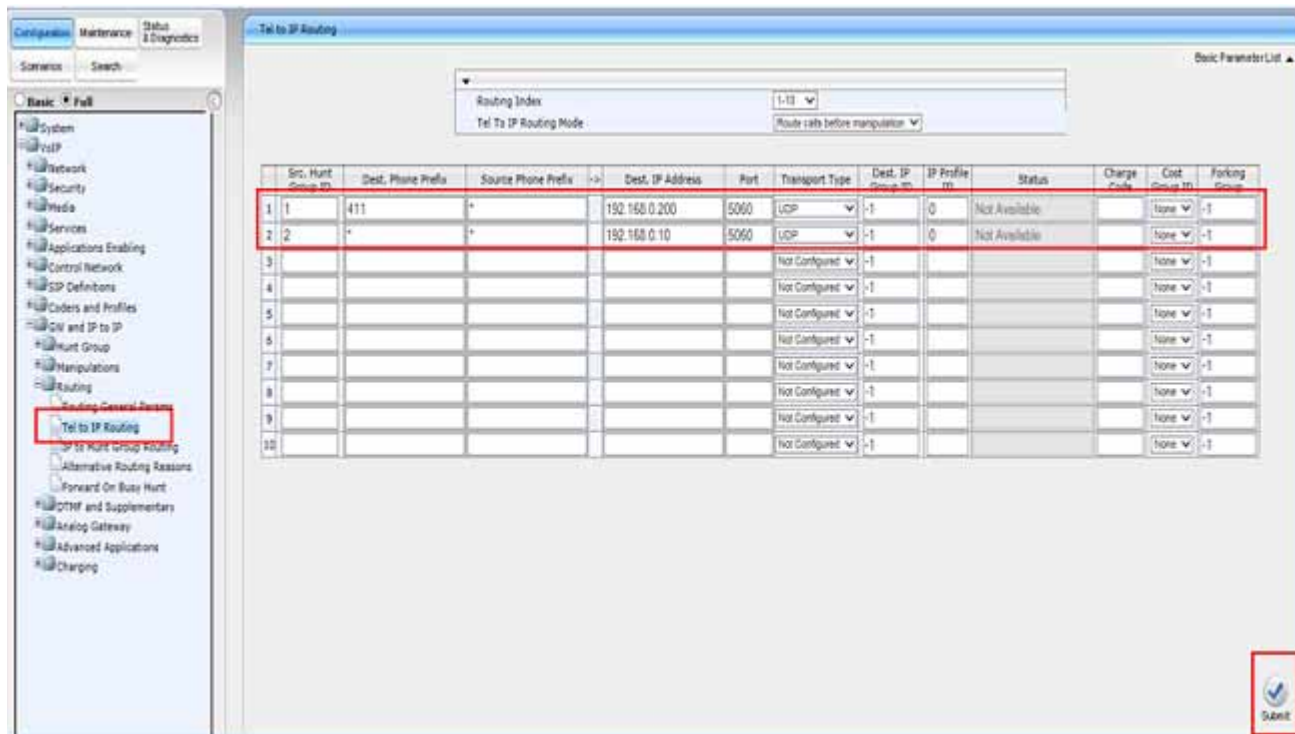 Configuration Maintenance Status & Diagnostics
Scenarios Search
Basic Full
System
VoIP
Network
Security
Media
Services
Applications Enabling
Control Network
SIP Definitions
Coders and Profiles
GW and IP to IP
Hunt Group
Manipulations
Routing
Routing General Params
Tel to IP Routing
IP to Hunt Group Routing
Alternative Routing Reasons
Forward On Busy Hunt
DTMF and Supplementary
Analog Gateway
Advanced Applications
Charging
Tel to IP Routing
Basic Parameter List ▲
▼
Routing Index 1-10
Tel To IP Routing Mode Route calls before manipulation
Src. Hunt Group ID Dest. Phone Prefix Source Phone Prefix -> Dest. IP Address Port Transport Type Dest. IP Group ID IP Profile ID Status Charge Code Cost Group ID Forking Group
1 1 411 * 192.168.0.200 5060 UDP -1 0 Not Available None -1
2 2 * * 192.168.0.10 5060 UDP -1 0 Not Available None -1
3 Not Configured -1 None -1
4 Not Configured -1 None -1
5 Not Configured -1 None -1
6 Not Configured -1 None -1
7 Not Configured -1 None -1
8 Not Configured -1 None -1
9 Not Configured -1 None -1
10 Not Configured -1 None -1
Submit